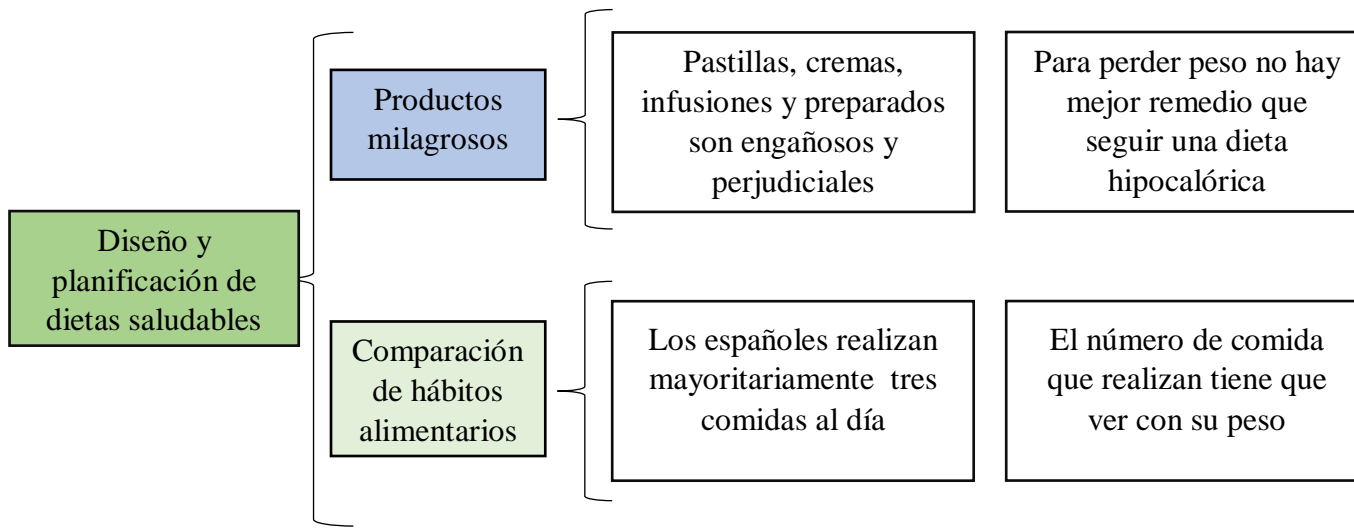 Diseño y
planificación de
dietas saludables
Productos
milagrosos
Pastillas, cremas,
infusiones y preparados
son engañosos y
perjudiciales
Para perder peso no hay
mejor remedio que
seguir una dieta
hipocalórica
Comparación
de hábitos
alimentarios
Los españoles realizan
mayoritariamente tres
comidas al día
El número de comida
que realizan tiene que
ver con su peso